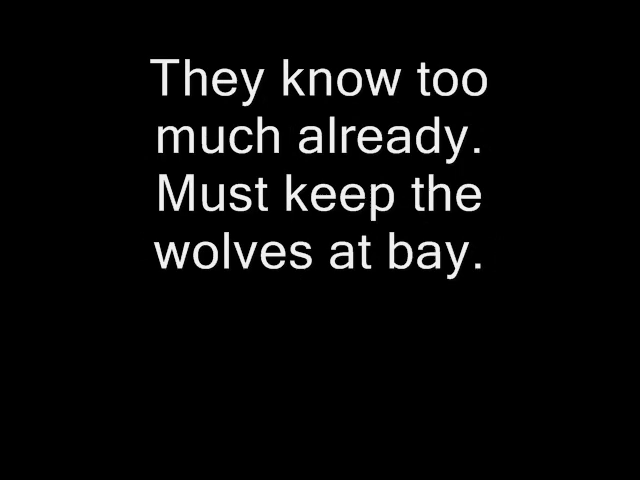 They know too
much already.
Must keep the
wolves at bay.